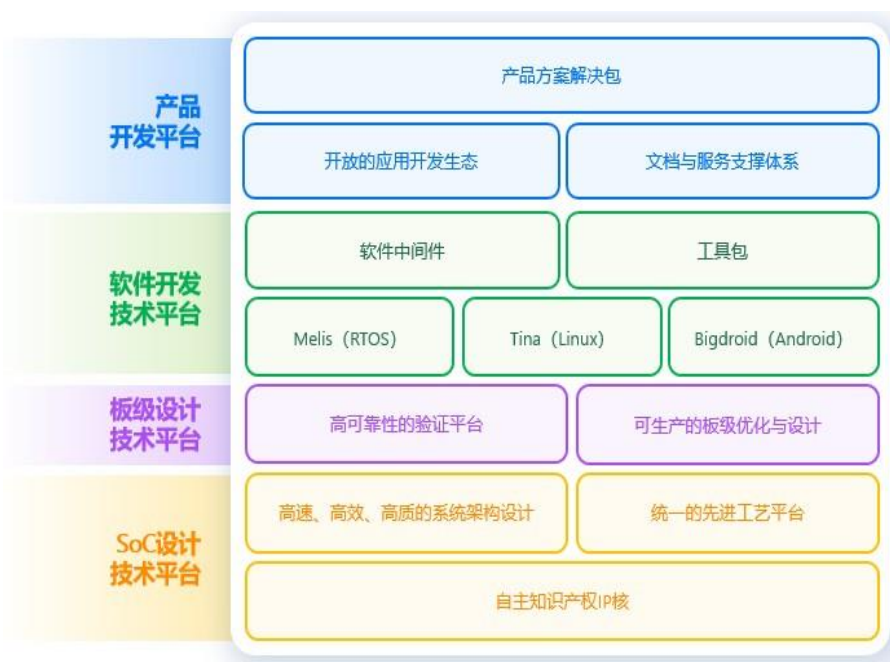 产品
开发平台
产品方案解决包
开放的应用开发生态
文档与服务支撑体系
软件开发
技术平台
软件中间件
工具包
Melis（RTOS）
Tina（Linux）
Bigdroid（Android）
板级设计
技术平台
高可靠性的验证平台
可生产的板级优化与设计
SoC设计
技术平台
高速、高效、高质的系统架构设计
统一的先进工艺平台
自主知识产权IP核